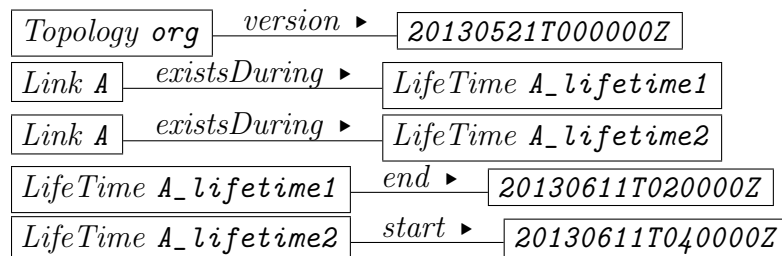 Topology org version ▸ 20130521T000000Z
Link A existsDuring ▸ LifeTime A_lifetime1
Link A existsDuring ▸ LifeTime A_lifetime2
LifeTime A_lifetime1 end ▸ 20130611T020000Z
LifeTime A_lifetime2 start ▸ 20130611T040000Z